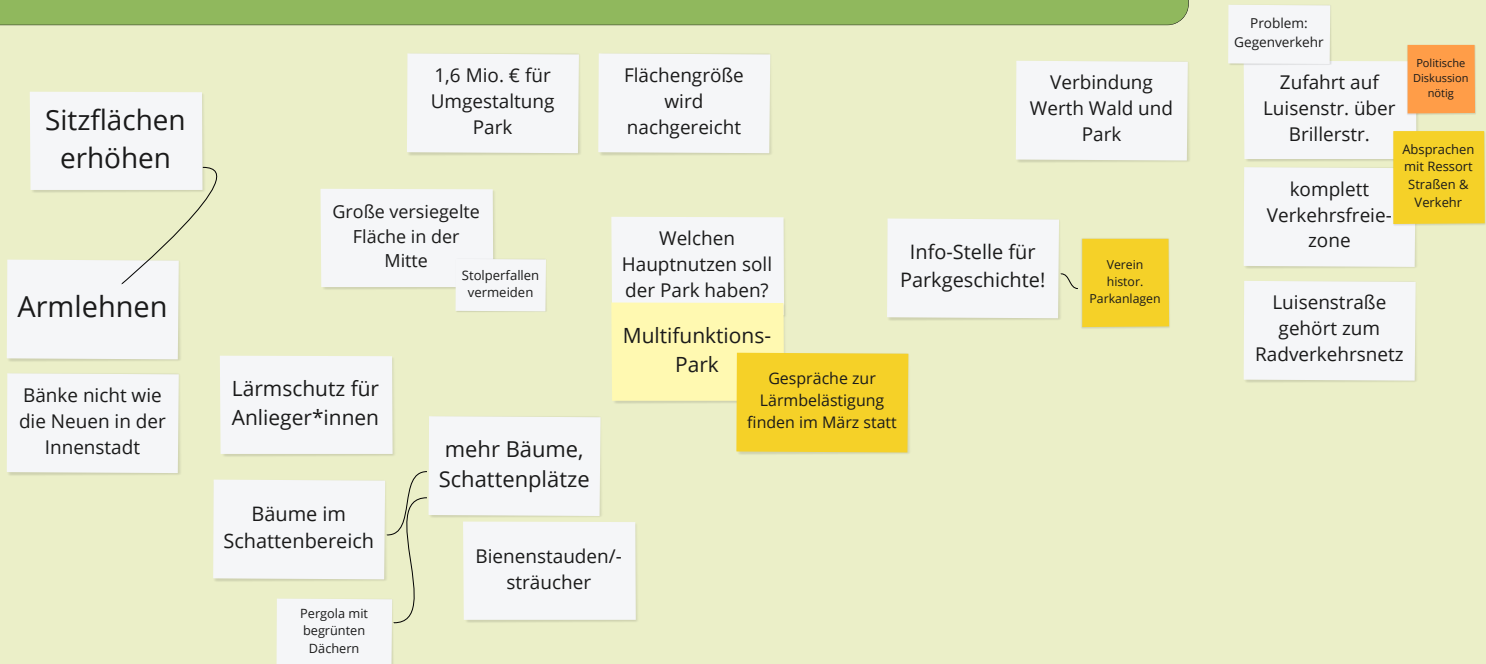 Problem:
Gegenverkehr
1,6 Mio. € für
Umgestaltung
Park
Flächengröße
wird
nachgereicht
Verbindung
Werth Wald und
Park
Zufahrt auf
Luisenstr. über
Brillerstr.
Politische
Diskussion
nötig
Absprachen
mit Ressort
Straßen &
Verkehr
komplett
Verkehrsfreie-
zone
Luisenstraße
gehört zum
Radverkehrsnetz
Sitzflächen
erhöhen
Armlehnen
Bänke nicht wie
die Neuen in der
Innenstadt
Große versiegelte
Fläche in der
Mitte
Stolperfallen
vermeiden
Welchen
Hauptnutzen soll
der Park haben?
Multifunktions-
Park
Gespräche zur
Lärmbelästigung
finden im März statt
Info-Stelle für
Parkgeschichte!
Verein
histor.
Parkanlagen
Lärmschutz für
Anlieger*innen
mehr Bäume,
Schattenplätze
Bäume im
Schattenbereich
Bienenstauden/-
sträucher
Pergola mit
begrünten
Dächern